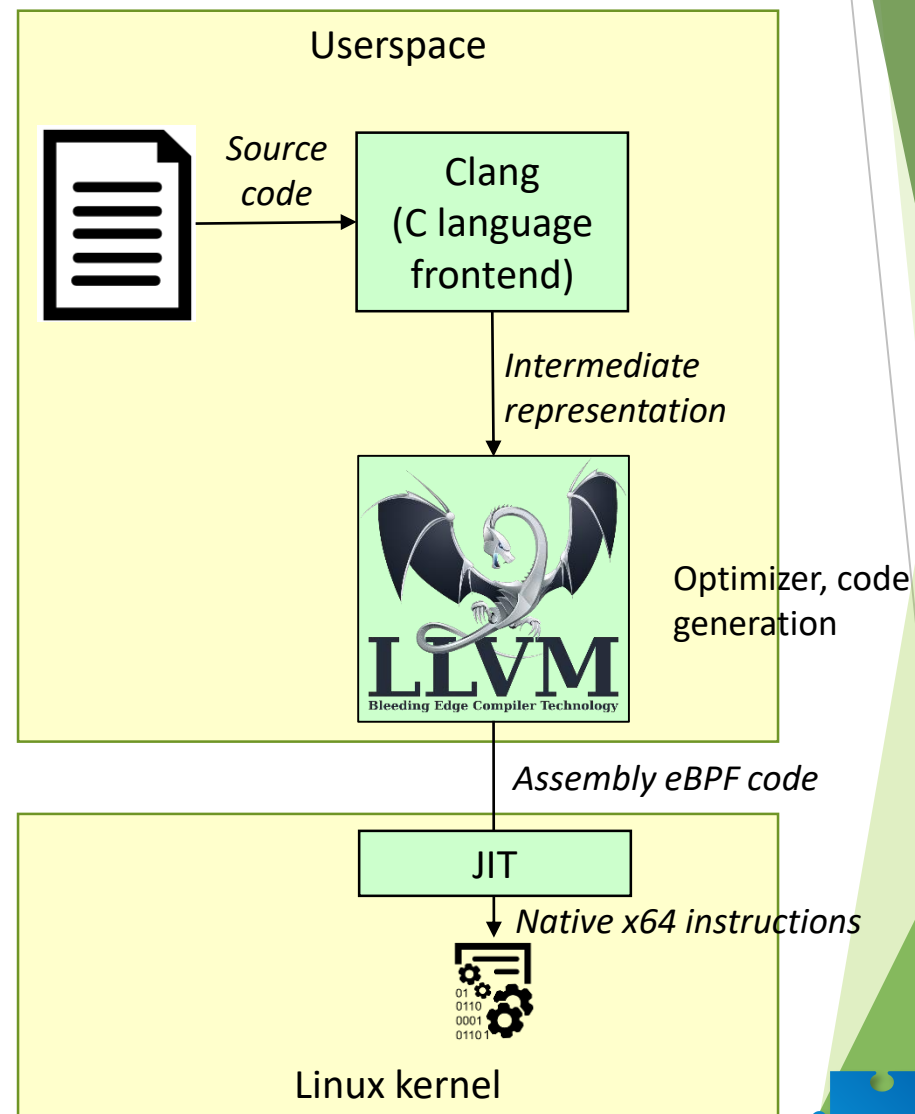 Userspace
Source
code
Clang
(C language
frontend)
Intermediate
representation
LLVM
Bleeding Edge Compiler Technology
Optimizer, code
generation
Assembly eBPF code
JIT
Native x64 instructions
01
0110
0001
01101
Linux kernel